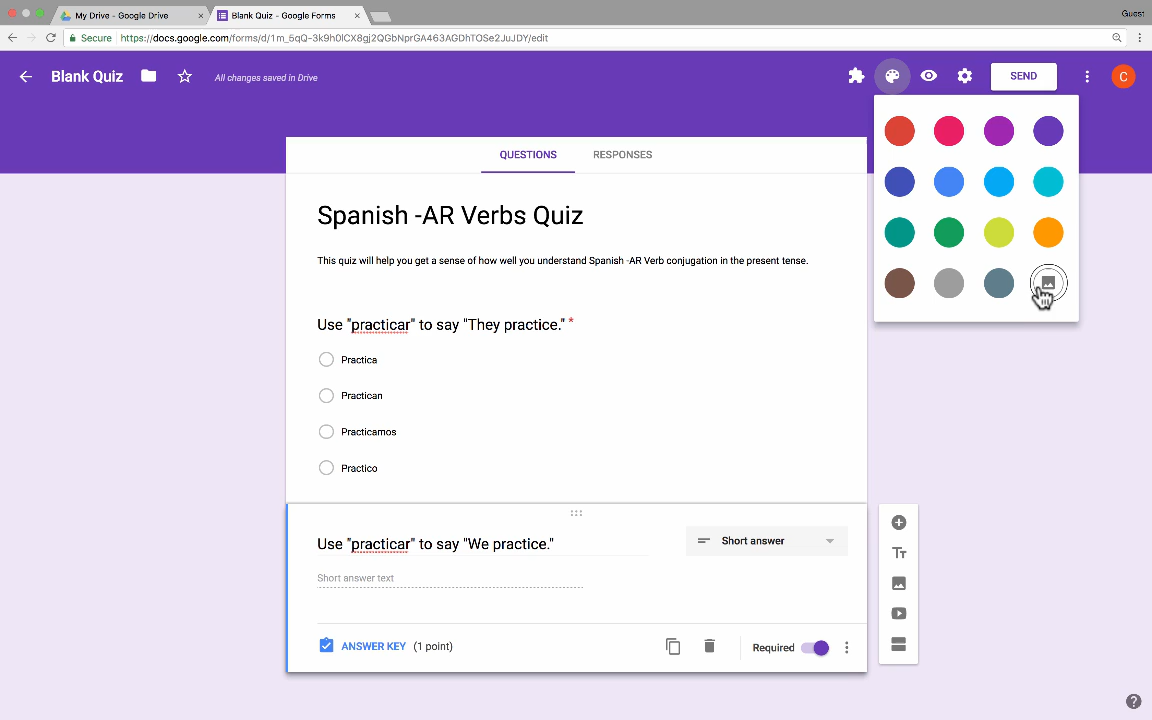 My Drive - Google Drive
Blank Quiz - Google Forms
Guest
Secure https://docs.google.com/forms/d/1m_5qQ-3k9h0lCX8gj2QGbNprGA463AGDhTOSe2JuJDY/edit
Blank Quiz
All changes saved in Drive
SEND
C
QUESTIONS RESPONSES
Spanish -AR Verbs Quiz
This quiz will help you get a sense of how well you understand Spanish -AR Verb conjugation in the present tense.
Use "practicar" to say "They practice." *
Practica
Practican
Practicamos
Practico
Use "practicar" to say "We practice."
Short answer
Short answer text
Tт
ANSWER KEY (1 point)
Required
?